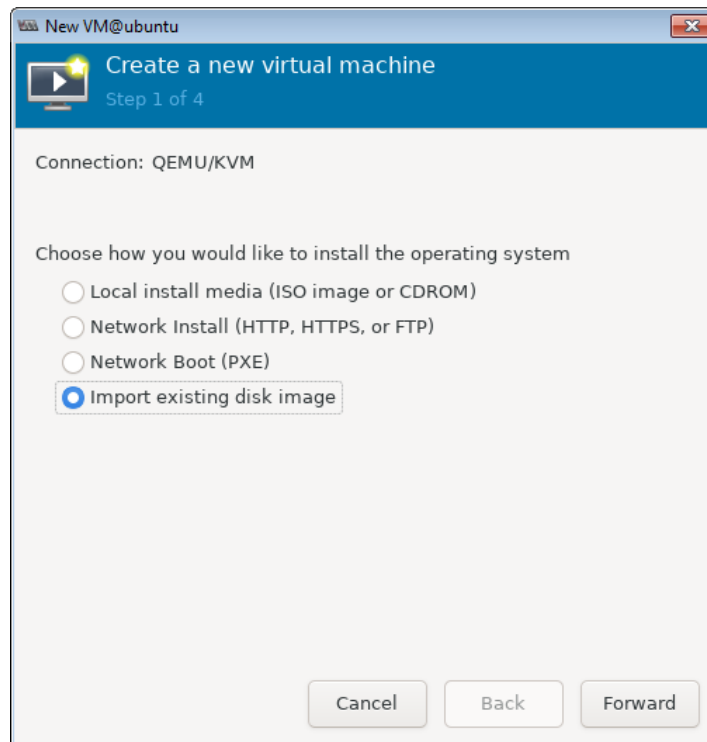 New VM@ubuntu
Create a new virtual machine
Step 1 of 4
Connection: QEMU/KVM
Choose how you would like to install the operating system
Local install media (ISO image or CDROM)
Network Install (HTTP, HTTPS, or FTP)
Network Boot (PXE)
Import existing disk image
Cancel Back Forward